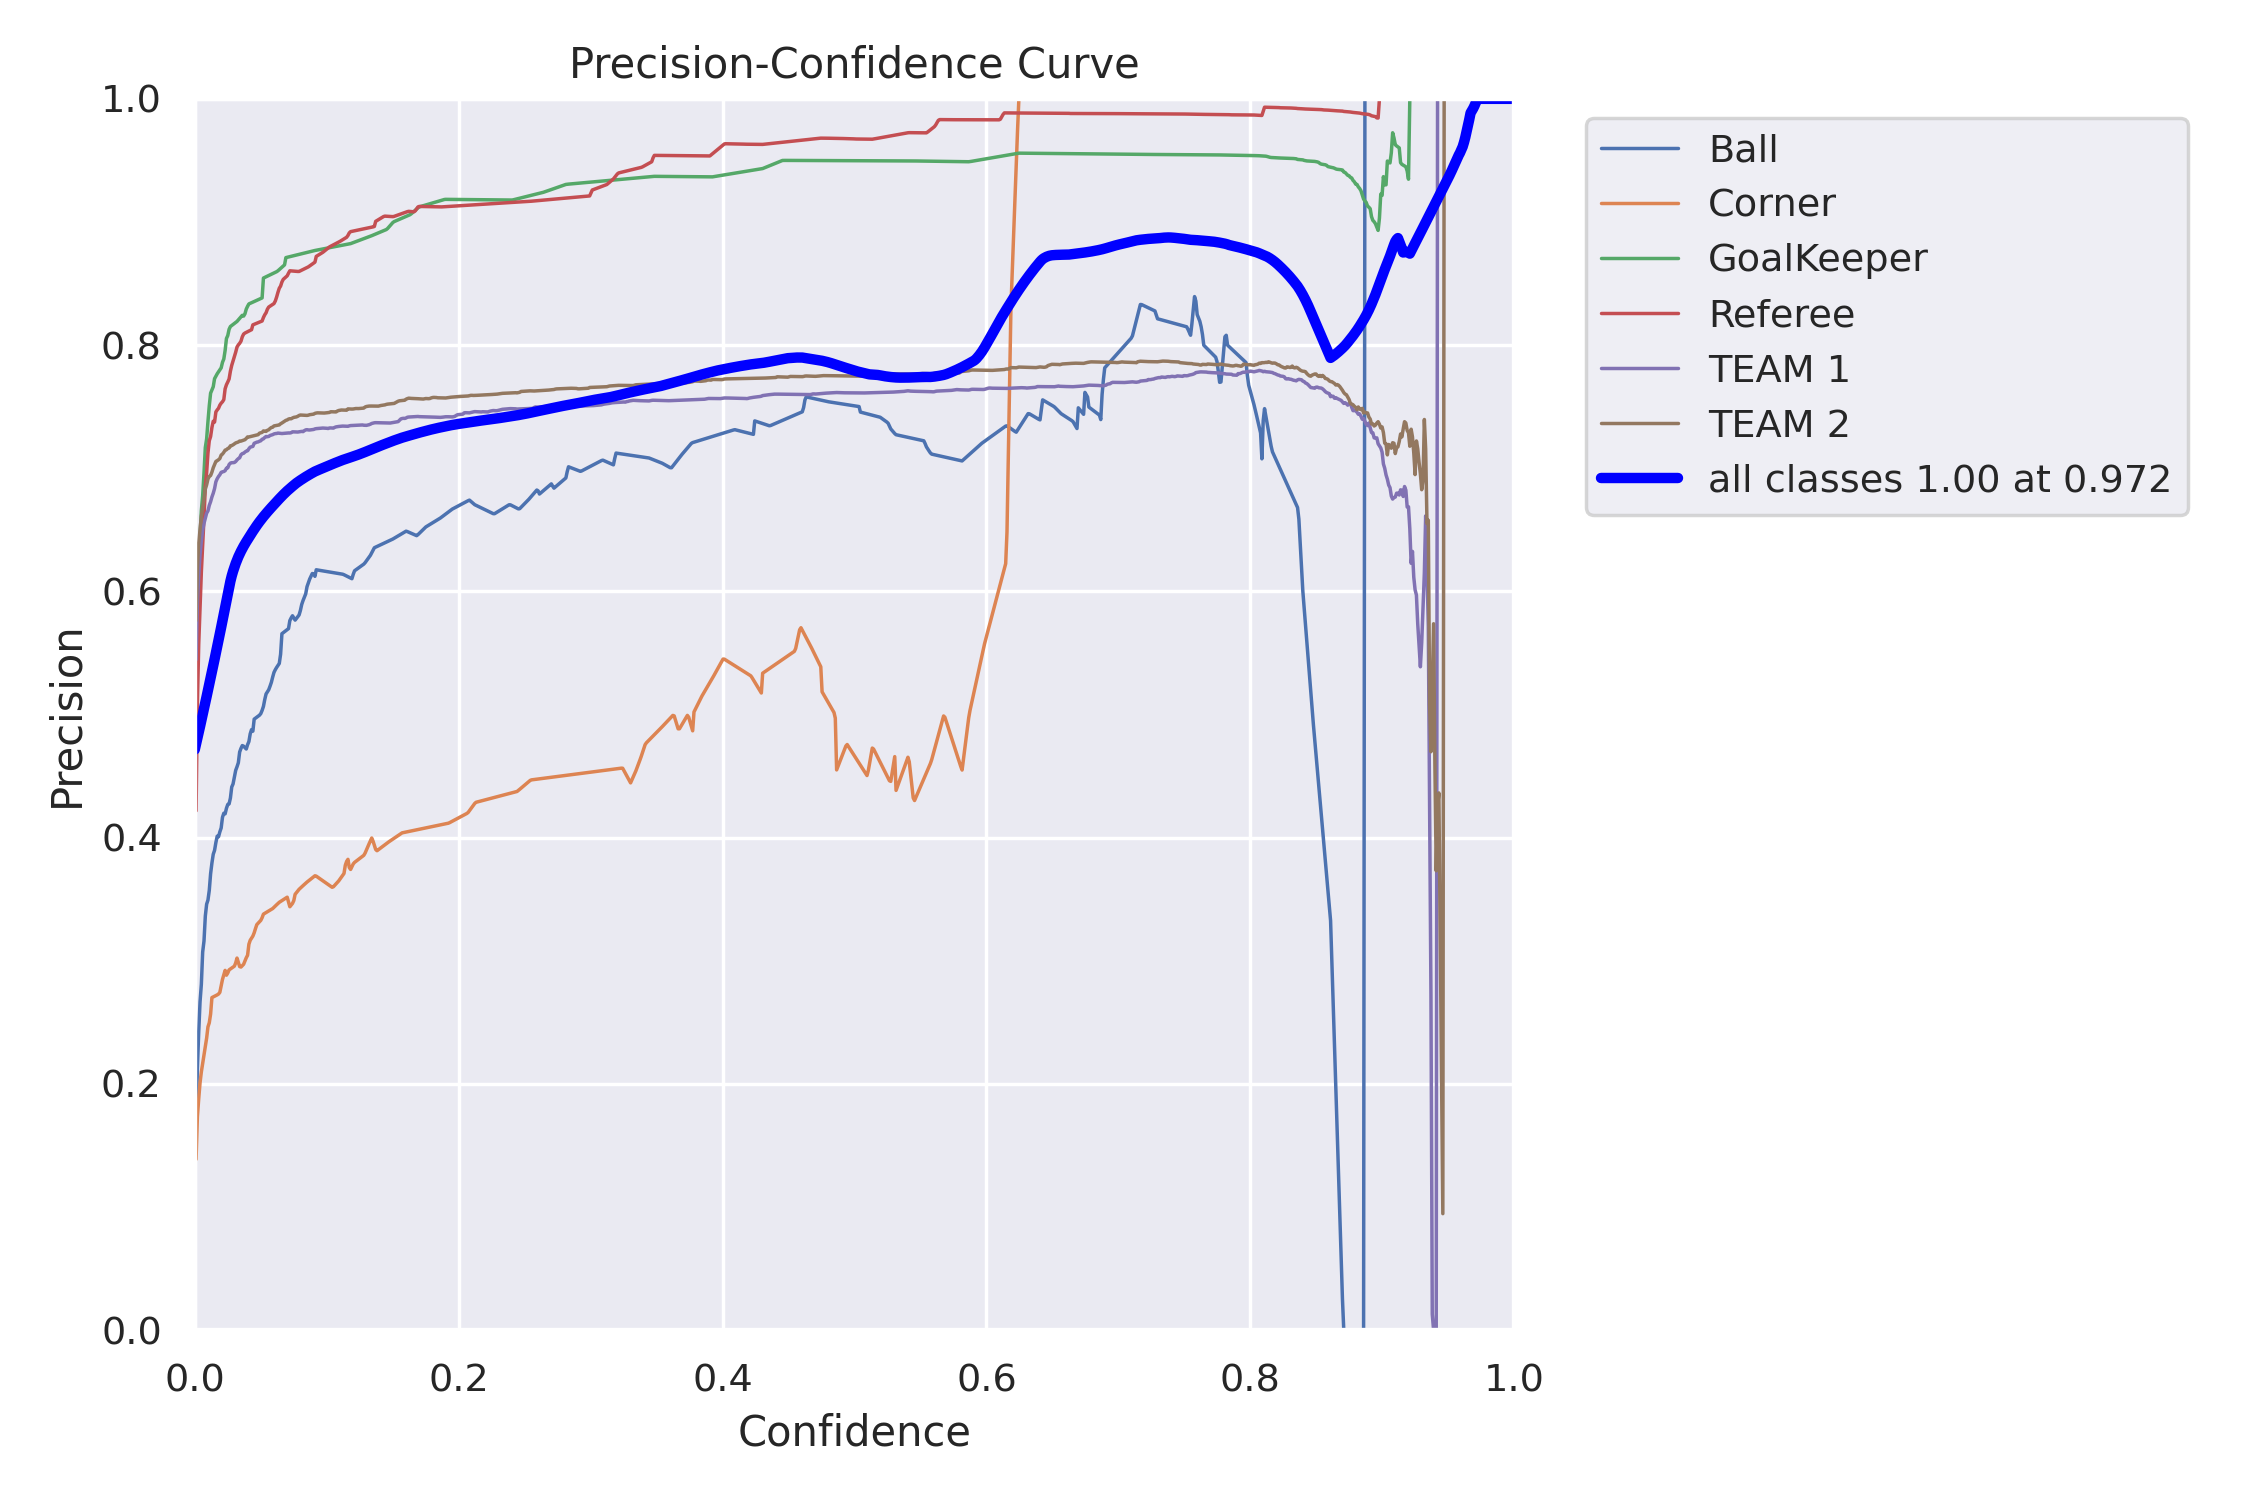 Precision-Confidence Curve
1.0
0.8
0.6
0.4
0.2
0.0
Precision
0.0 0.2 0.4 0.6 0.8 1.0
Confidence
Ball
Corner
GoalKeeper
Referee
TEAM 1
TEAM 2
all classes 1.00 at 0.972